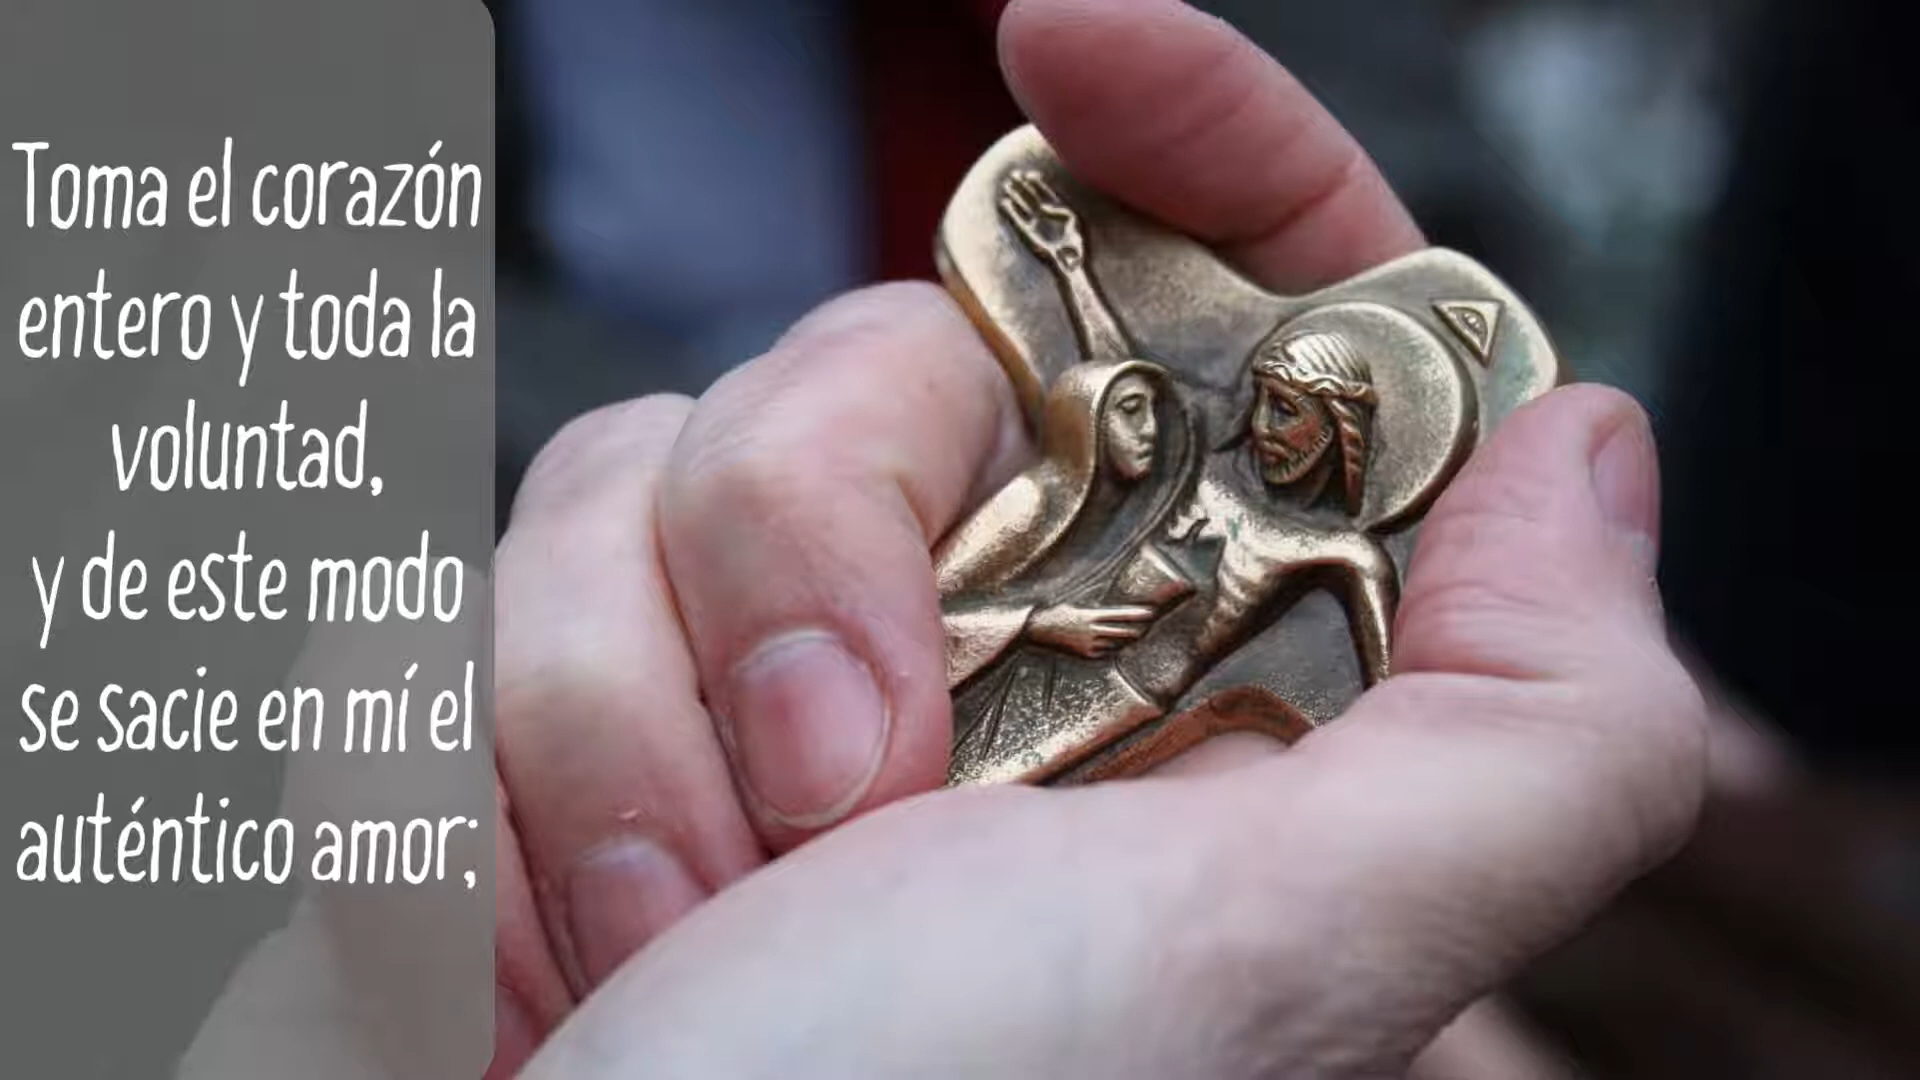 Toma el corazón
entero y toda la
voluntad,
y de este modo
se sacie en mí el
auténtico amor;